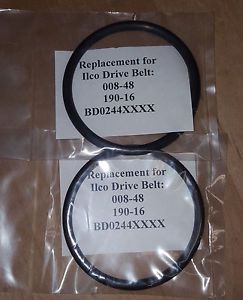 Replacement for
Ilco Drive Belt:
008-48
190-16
BD0244XXXX
Replacement for
Ilco Drive Belt:
008-48
190-16
BD0244XXXX